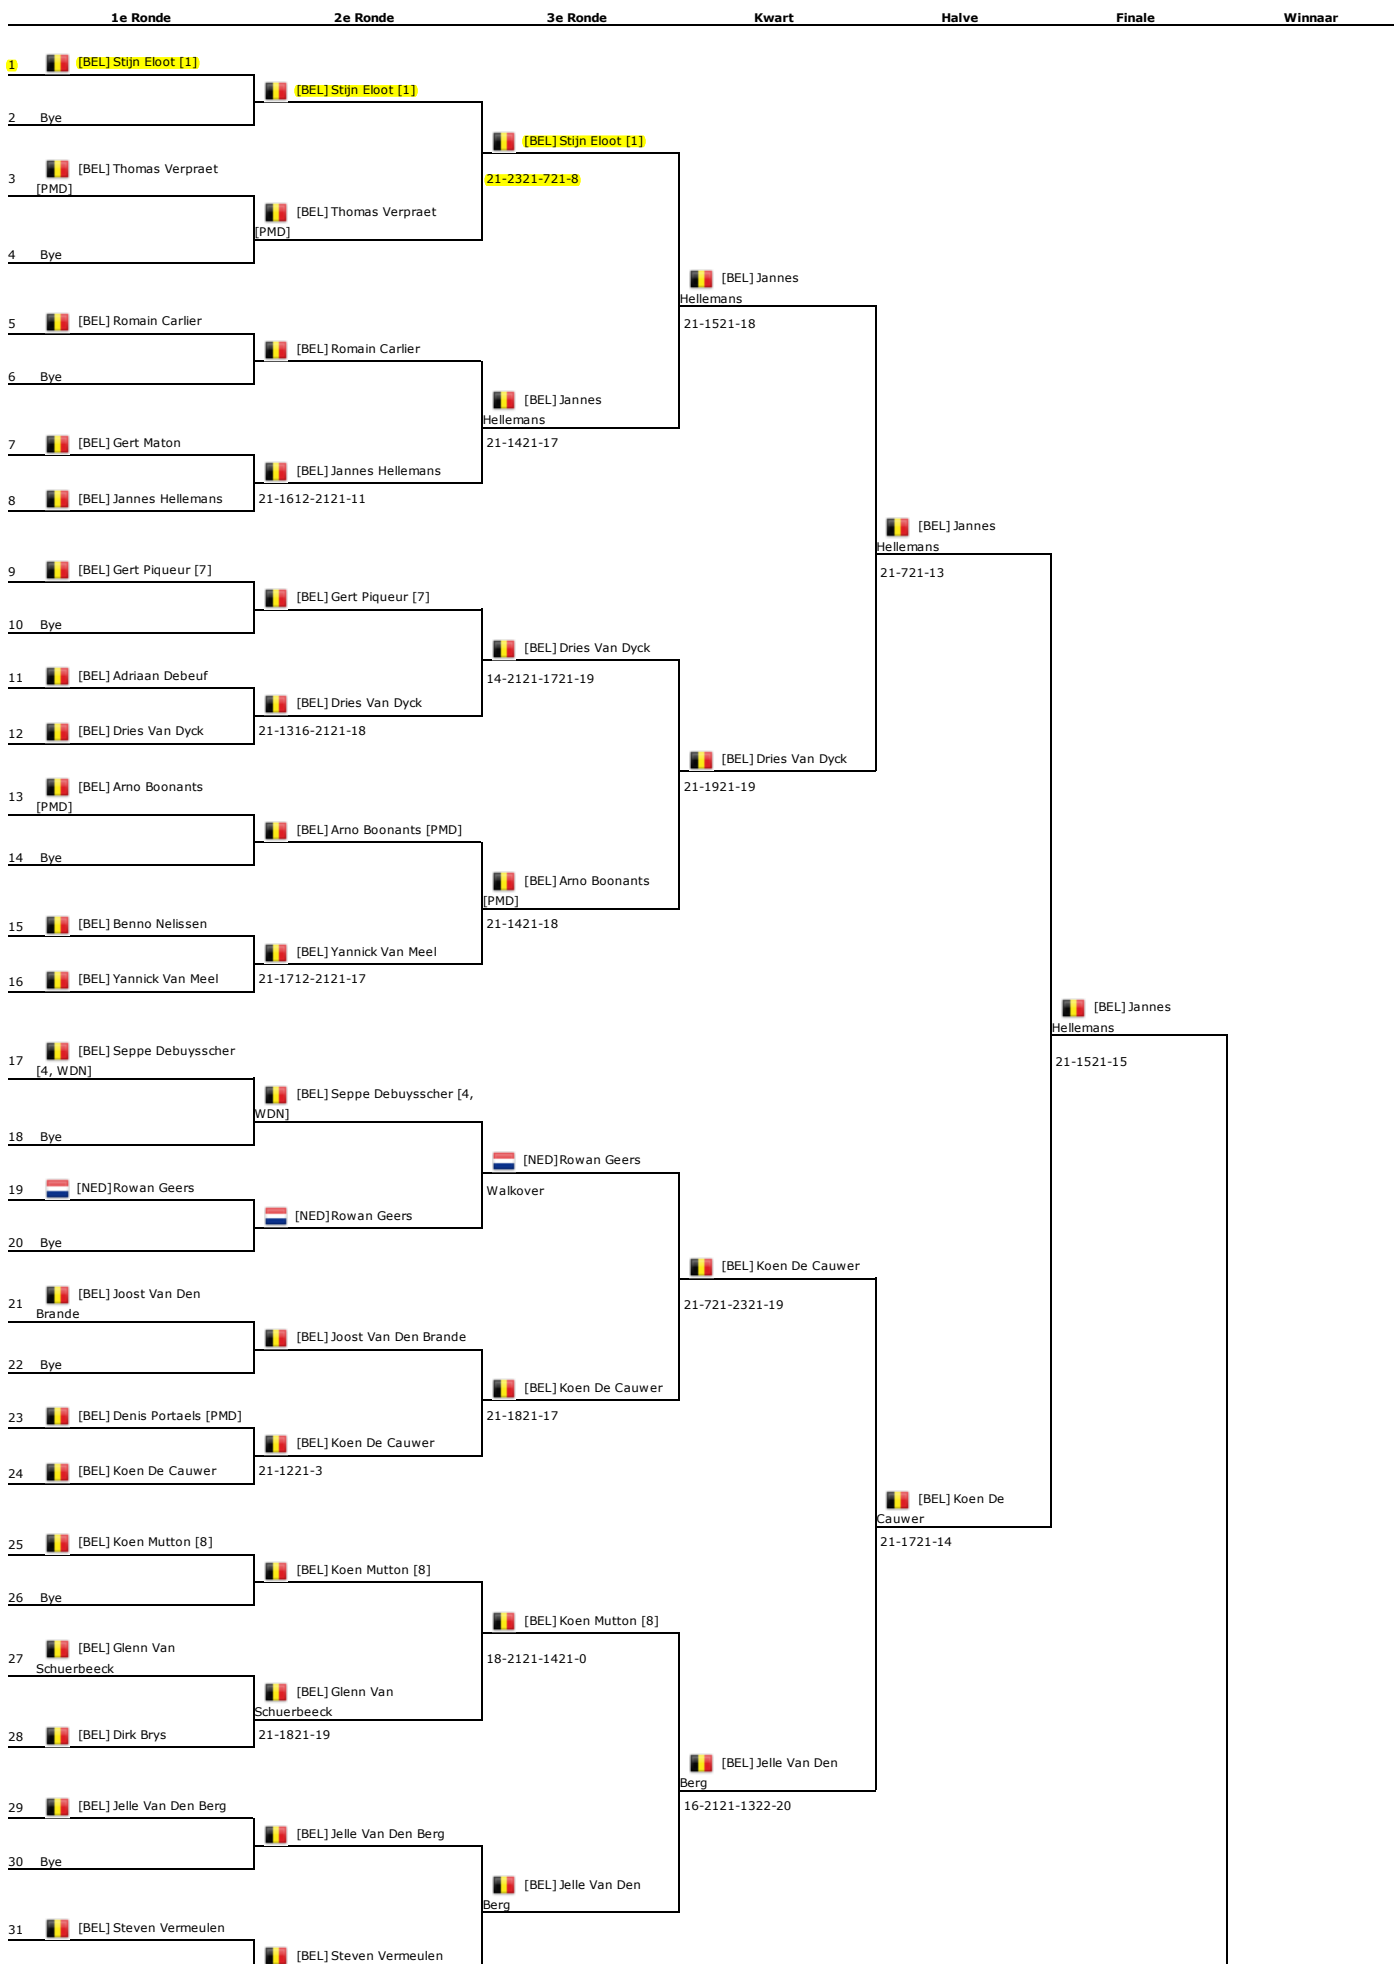 1e Ronde 2e Ronde 3e Ronde Kwart Halve Finale Winnaar
1 [BEL] Stijn Eloot [1]
[BEL] Stijn Eloot [1]
2 Bye
[BEL] Stijn Eloot [1]
3 [BEL] Thomas Verpraet
[PMD]
21-2321-721-8
[BEL] Thomas Verpraet
[PMD]
4 Bye
[BEL] Jannes
Hellemans
5 [BEL] Romain Carlier
21-1521-18
[BEL] Romain Carlier
6 Bye
[BEL] Jannes
Hellemans
7 [BEL] Gert Maton
21-1421-17
[BEL] Jannes Hellemans
8 [BEL] Jannes Hellemans
21-1612-2121-11
[BEL] Jannes
Hellemans
9 [BEL] Gert Piqueur [7]
21-721-13
[BEL] Gert Piqueur [7]
10 Bye
[BEL] Dries Van Dyck
11 [BEL] Adriaan Debeuf
14-2121-1721-19
[BEL] Dries Van Dyck
12 [BEL] Dries Van Dyck
21-1316-2121-18
[BEL] Dries Van Dyck
13 [BEL] Arno Boonants
[PMD]
21-1921-19
[BEL] Arno Boonants [PMD]
14 Bye
[BEL] Arno Boonants
[PMD]
15 [BEL] Benno Nelissen
21-1421-18
[BEL] Yannick Van Meel
16 [BEL] Yannick Van Meel
21-1712-2121-17
[BEL] Jannes
Hellemans
17 [BEL] Seppe Debuysscher
[4, WDN]
21-1521-15
[BEL] Seppe Debuysscher [4,
WDN]
18 Bye
[NED] Rowan Geers
19 [NED] Rowan Geers
Walkover
[NED] Rowan Geers
20 Bye
[BEL] Koen De Cauwer
21 [BEL] Joost Van Den
Brande
21-721-2321-19
[BEL] Joost Van Den Brande
22 Bye
[BEL] Koen De Cauwer
23 [BEL] Denis Portaels [PMD]
21-1821-17
[BEL] Koen De Cauwer
24 [BEL] Koen De Cauwer
21-1221-3
[BEL] Koen De
Cauwer
25 [BEL] Koen Mutton [8]
21-1721-14
[BEL] Koen Mutton [8]
26 Bye
[BEL] Koen Mutton [8]
27 [BEL] Glenn Van
Schuerbeeck
18-2121-1421-0
[BEL] Glenn Van
Schuerbeeck
28 [BEL] Dirk Brys
21-1821-19
[BEL] Jelle Van Den
Berg
29 [BEL] Jelle Van Den Berg
16-2121-1322-20
[BEL] Jelle Van Den Berg
30 Bye
[BEL] Jelle Van Den
Berg
31 [BEL] Steven Vermeulen
[BEL] Steven Vermeulen